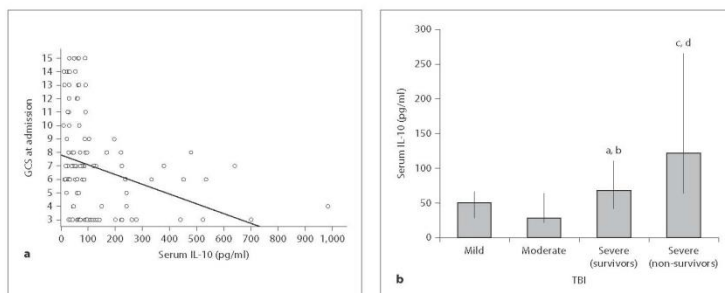 15
14
13
12
11
10
9
8
7
6
5
4
3
GCS at admission
0 100 200 300 400 500 600 700 800 900 1,000
Serum IL-10 (pg/ml)
a
300
250
200
150
100
50
0
Serum IL-10 (pg/ml)
a, b
c, d
Mild Moderate Severe Severe
(survivors) (non-survivors)
TBI
b